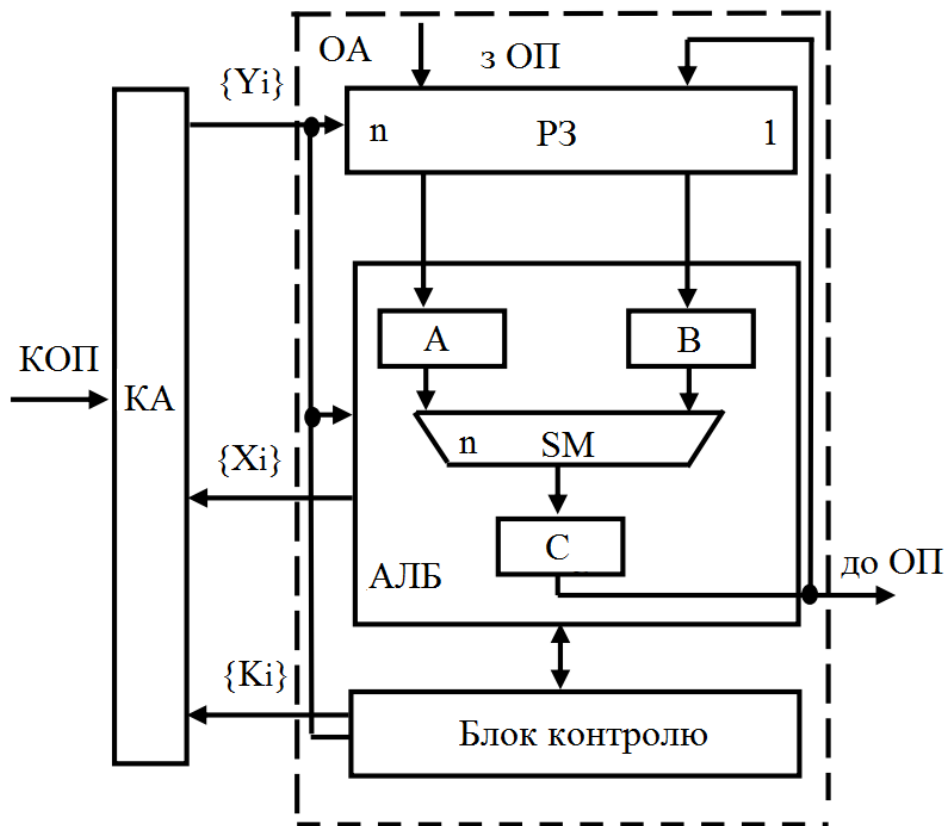 ОА
з ОП
{Yi}
n РЗ 1
А В
КОП
КА
n SM
{Xi}
С
АЛБ
до ОП
{Ki}
Блок контролю